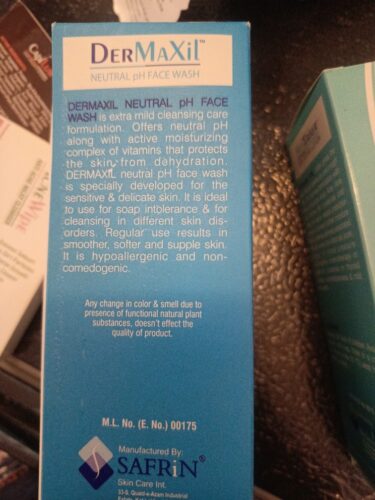 DERMAXIL™
NEUTRAL pH FACE WASH
DERMAXIL NEUTRAL pH FACE
WASH is extra mild cleansing care
formulation. Offers neutral pH
along with active moisturizing
complex of vitamins that protects
the skin from dehydration.
DERMAXIL neutral pH face wash
is specially developed for the
sensitive & delicate skin. It is ideal
to use for soap intolerance & for
cleansing in different skin dis-
orders. Regular use results in
smoother, softer and supple skin.
It is hypoallergenic and non-
comedogenic.
Any change in color & smell due to
presence of functional natural plant
substances, doesn't effect the
quality of product.
M.L. No. (E. No.) 00175
Manufactured By:
SAFRiN®
Skin Care Int.
33-S, Quaid-e-Azam Industrial